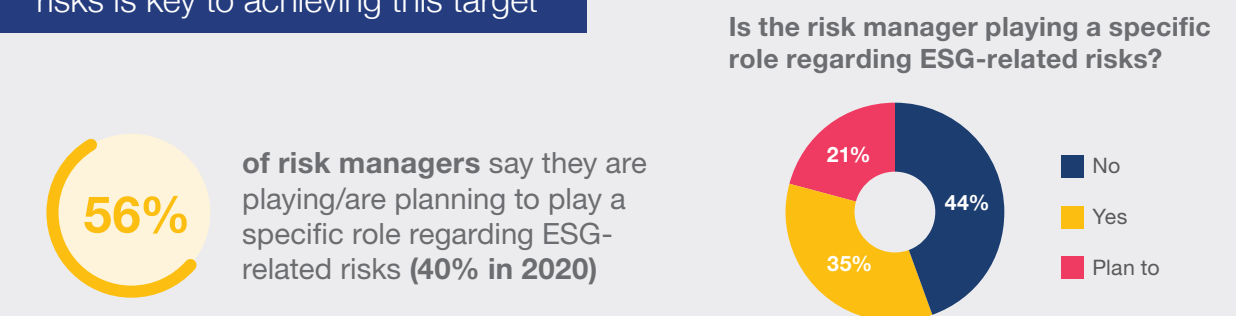 risks is key to achieving this target
56%
of risk managers say they are
playing/are planning to play a
specific role regarding ESG-
related risks (40% in 2020)
Is the risk manager playing a specific
role regarding ESG-related risks?
21%
44%
35%
No
Yes
Plan to